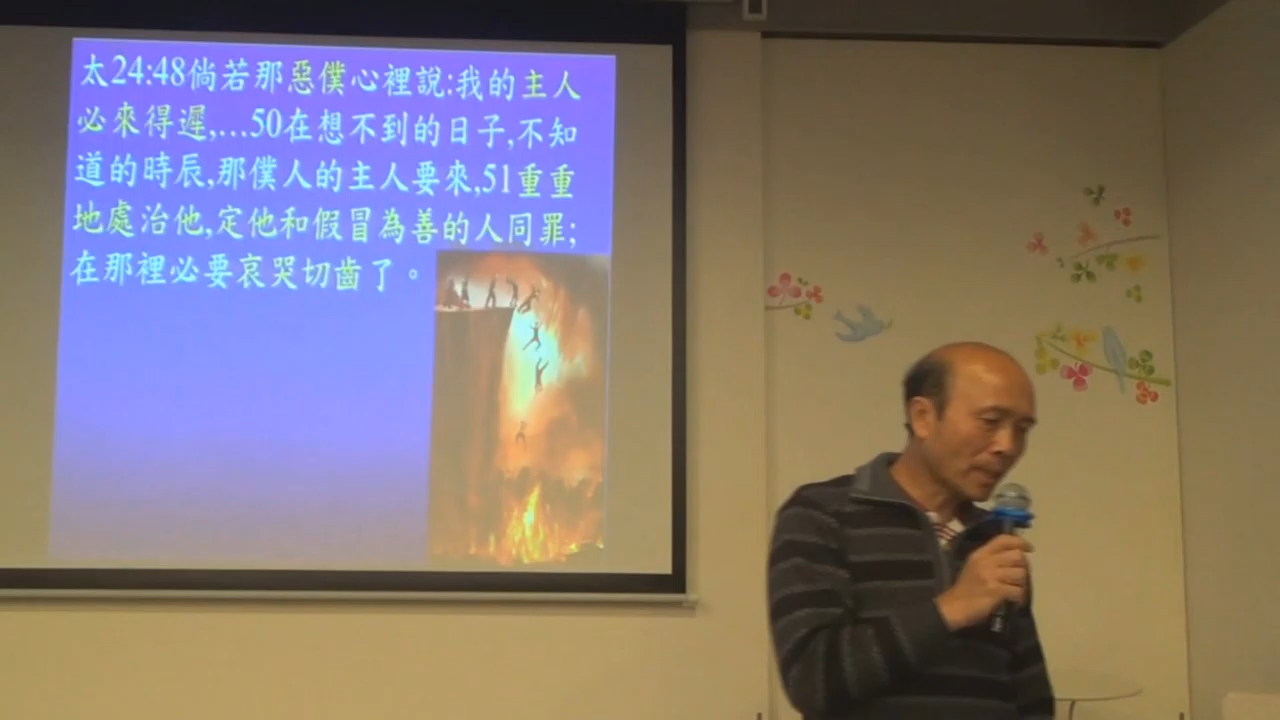 太24:48倘若那惡僕心裡說:我的主人
必來得遲,...50在想不到的日子,不知
道的時辰,那僕人的主人要來,51重重
地處治他,定他和假冒為善的人同罪;
在那裡必要哀哭切齒了。